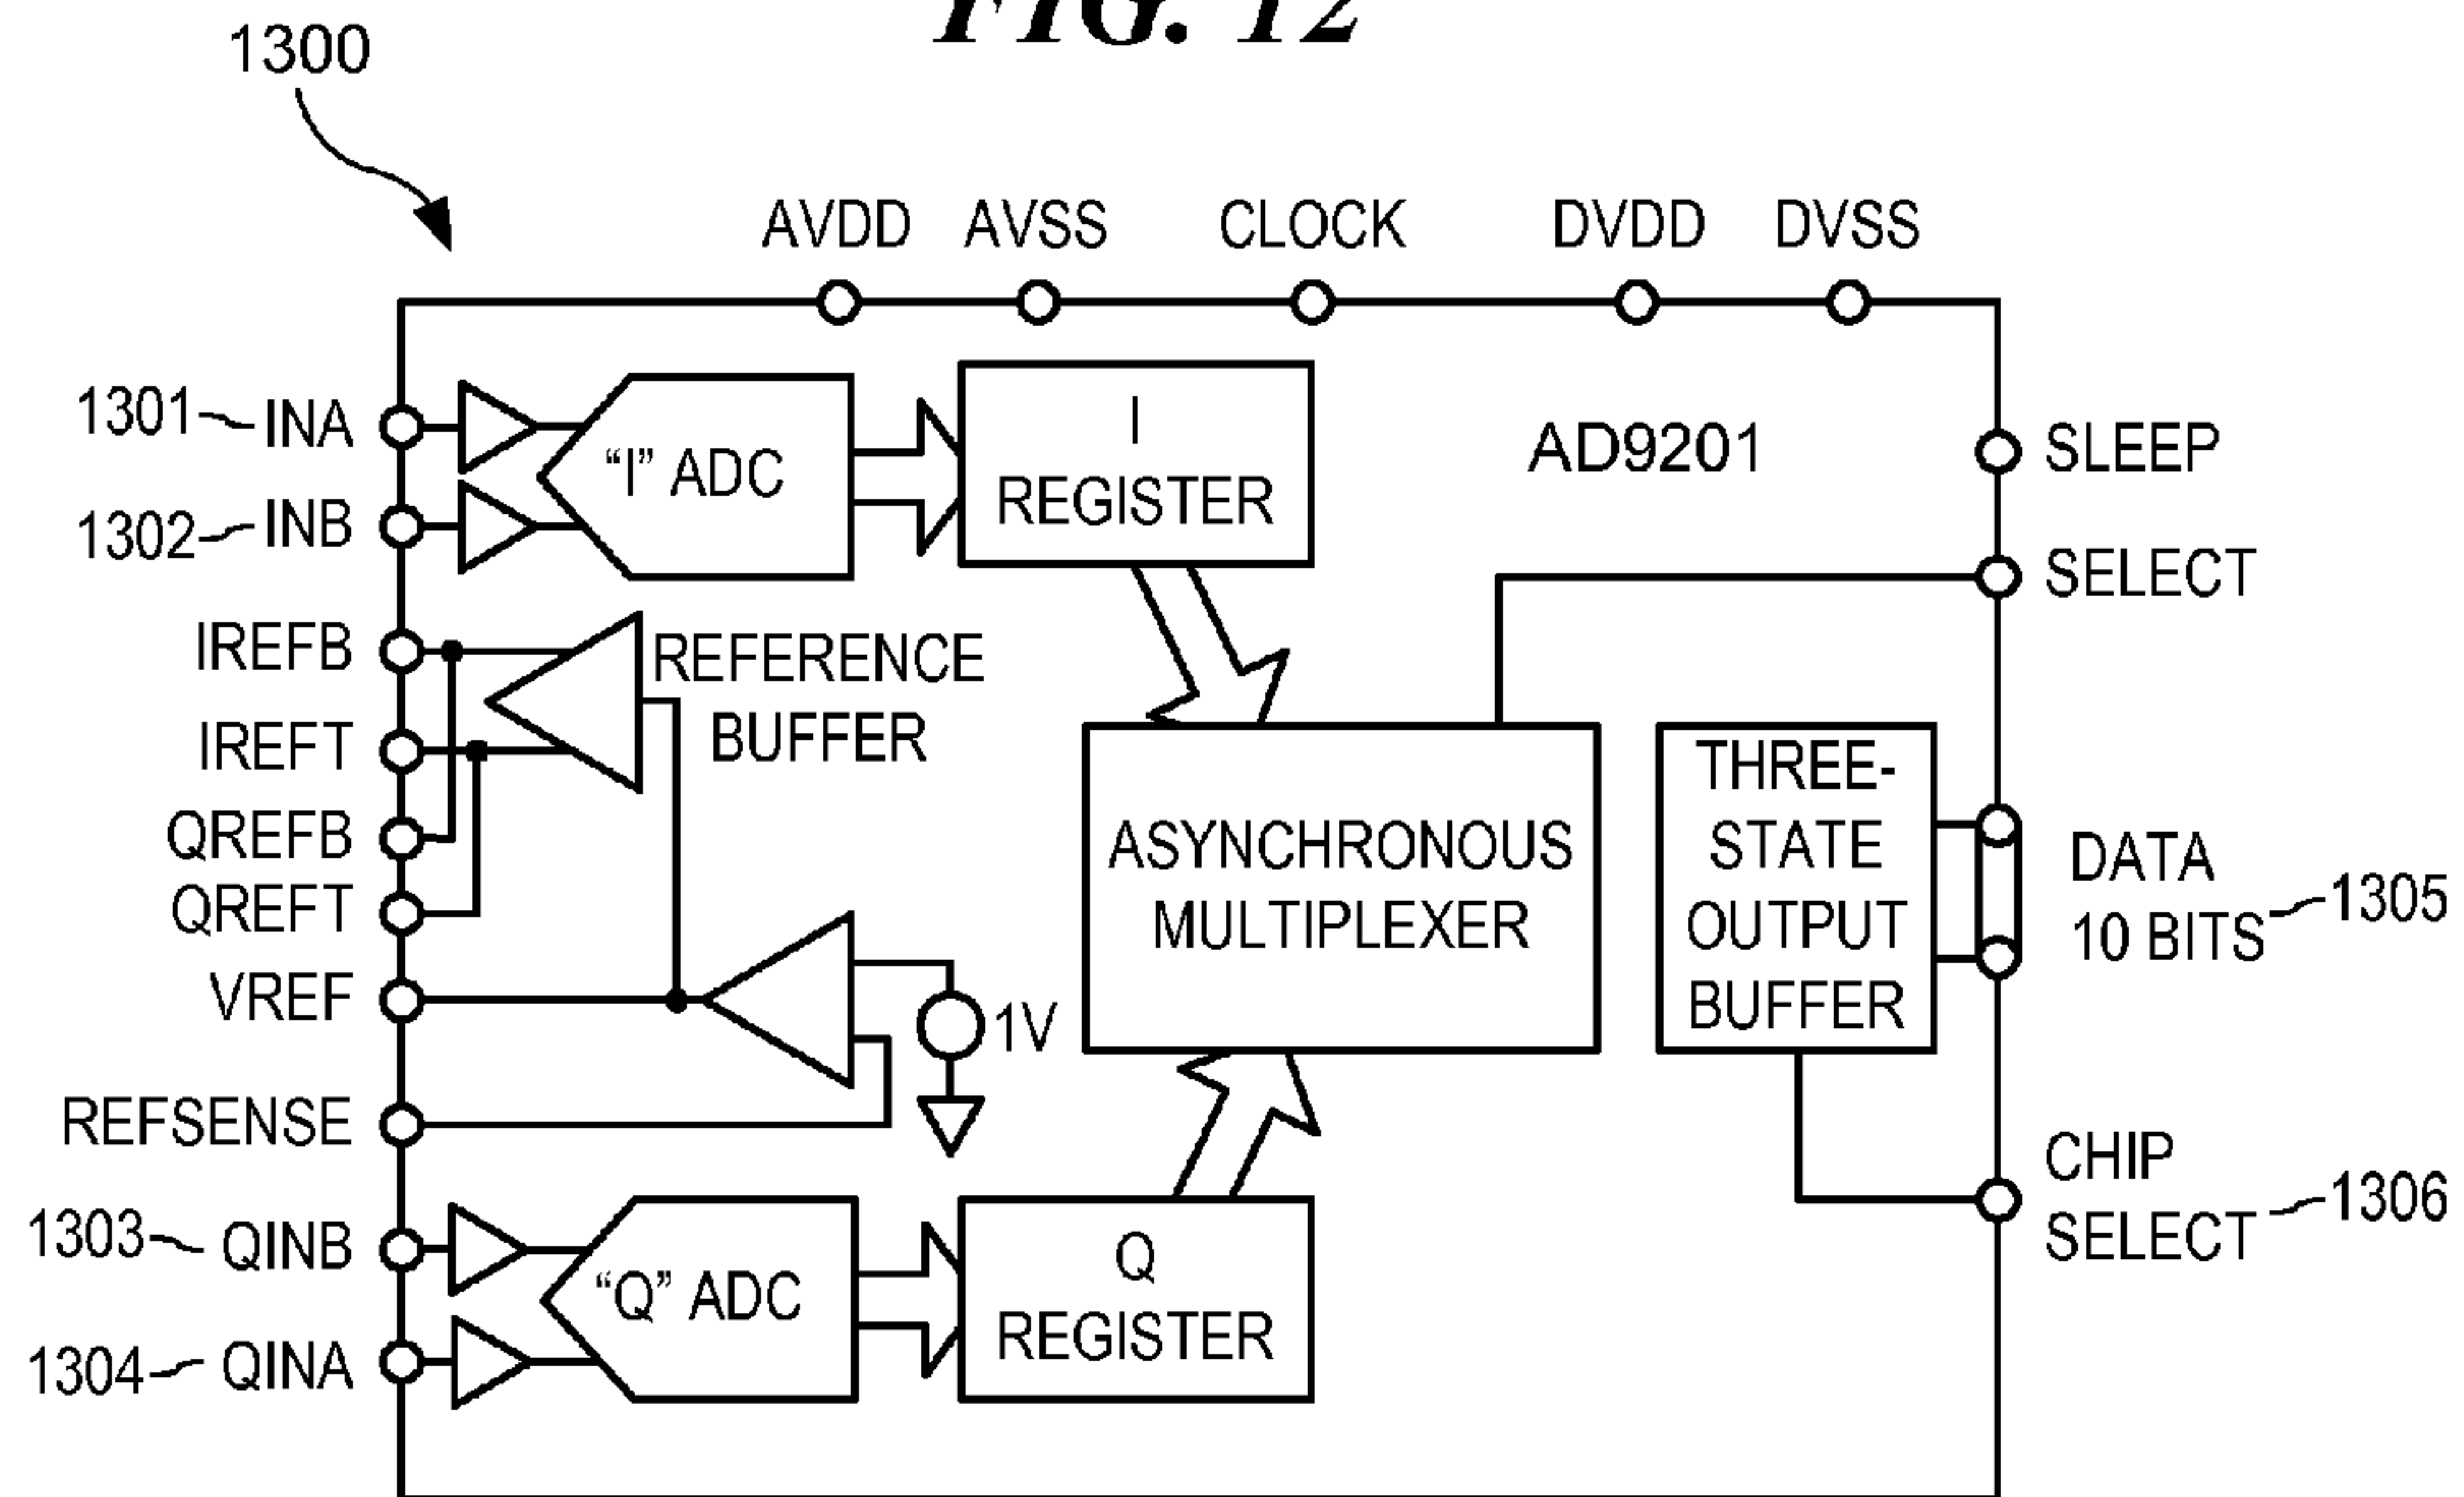 FIG. 12
1300
AVDD AVSS CLOCK DVDD DVSS
1301 INA
1302 INB
"I" ADC
I
REGISTER
AD9201
SLEEP
SELECT
IREFB
IREFT
QREFB
QREFT
VREF
REFSENSE
REFERENCE
BUFFER
1V
ASYNCHRONOUS
MULTIPLEXER
THREE-
STATE
OUTPUT
BUFFER
DATA
10 BITS
1305
CHIP
SELECT
1306
1303 QINB
1304 QINA
"Q" ADC
Q
REGISTER